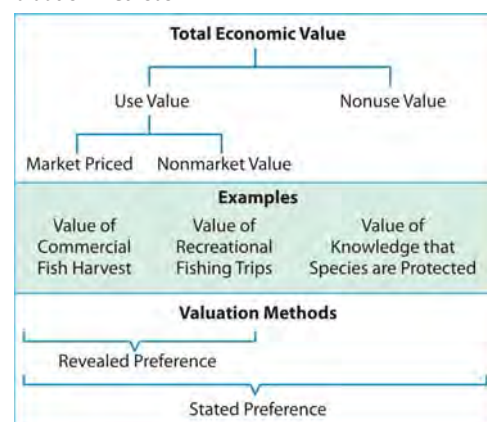 Total Economic Value
Use Value Nonuse Value
Market Priced Nonmarket Value
Examples
Value of Commercial Fish Harvest
Value of Recreational Fishing Trips
Value of Knowledge that Species are Protected
Valuation Methods
Revealed Preference
Stated Preference